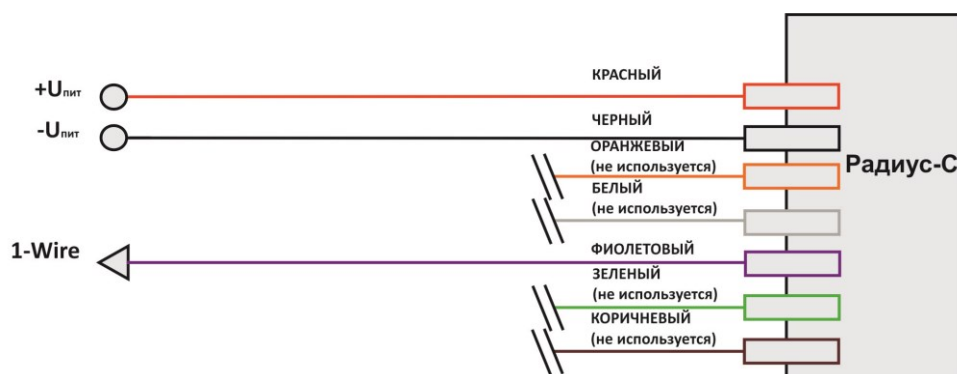 КРАСНЫЙ
+Uпит
ЧЕРНЫЙ
-Uпит
ОРАНЖЕВЫЙ
(не используется)
Радиус-С
БЕЛЫЙ
(не используется)
1-Wire
ФИОЛЕТОВЫЙ
ЗЕЛЕНЫЙ
(не используется)
КОРИЧНЕВЫЙ
(не используется)